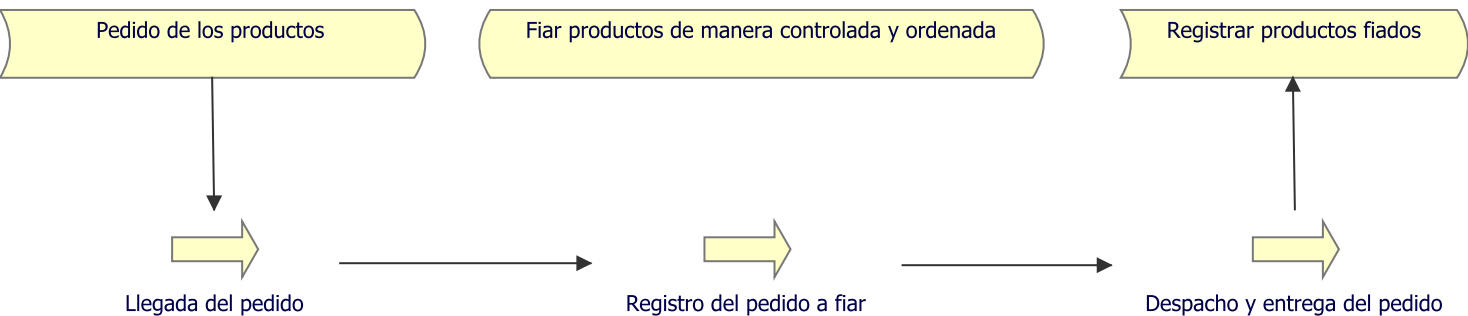 Pedido de los productos
Fiar productos de manera controlada y ordenada
Registrar productos fiados
Llegada del pedido
Registro del pedido a fiar
Despacho y entrega del pedido